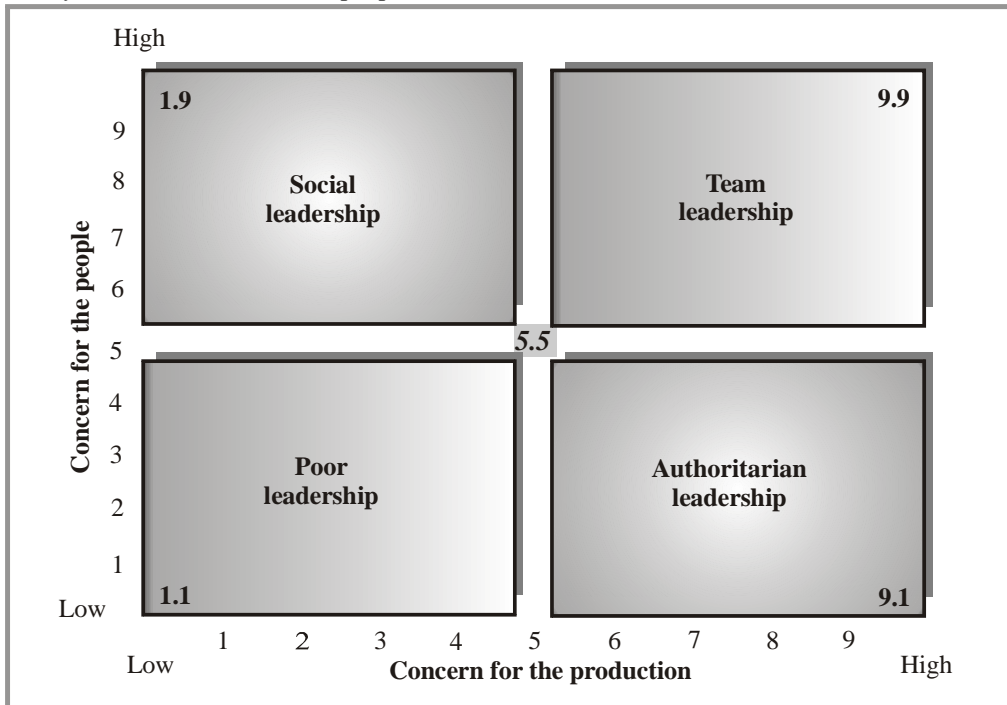 High
1.9
9.9
9
8
Social
leadership
Team
leadership
7
6
Concern for the people
5
5.5
4
3
Poor
leadership
Authoritarian
leadership
2
1
1.1
9.1
Low
1 2 3 4 5 6 7 8 9
Low
Concern for the production
High